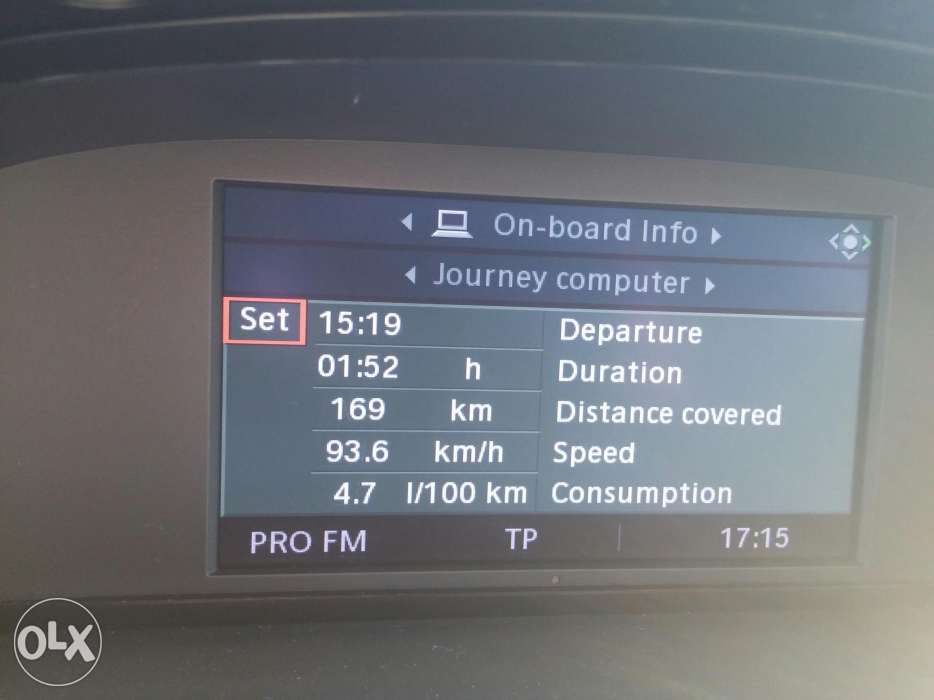 On-board Info
Journey computer
Set 15:19 Departure
01:52 h Duration
169 km Distance covered
93.6 km/h Speed
4.7 l/100 km Consumption
PRO FM TP 17:15
OLX